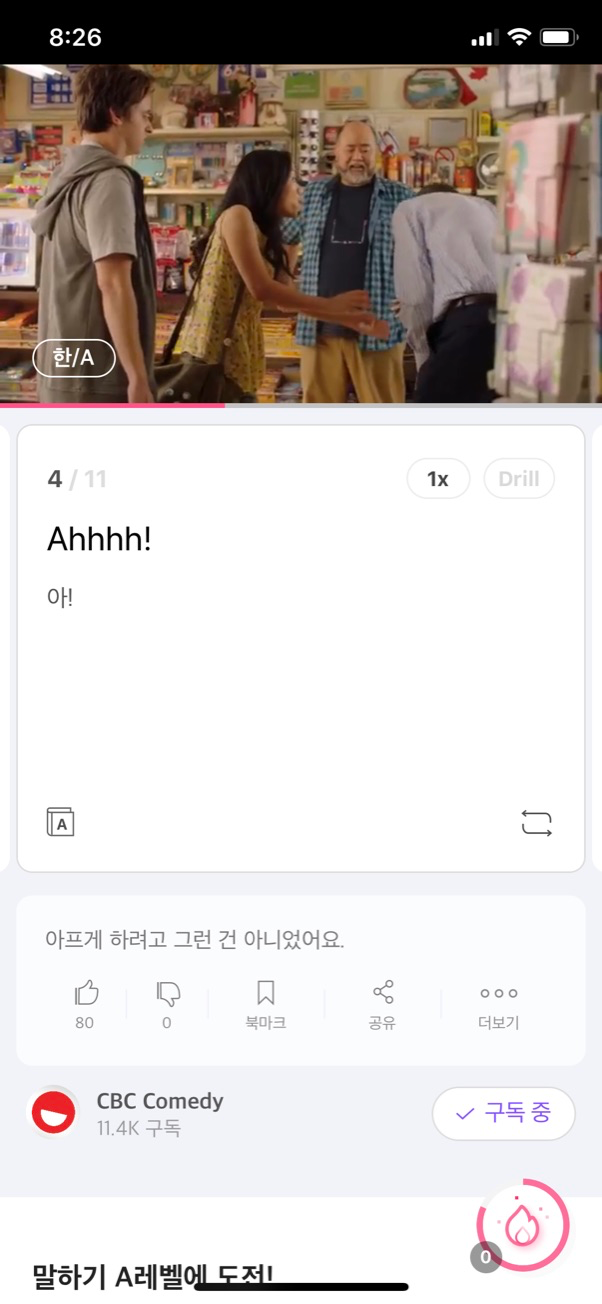 8:26
한/A
4 / 11
1x
Drill
Ahhhh!
아!
A
아프게 하려고 그런 건 아니었어요.
80
0
북마크
공유
더보기
CBC Comedy
11.4K 구독
구독 중
0
말하기 A레벨에 도전!